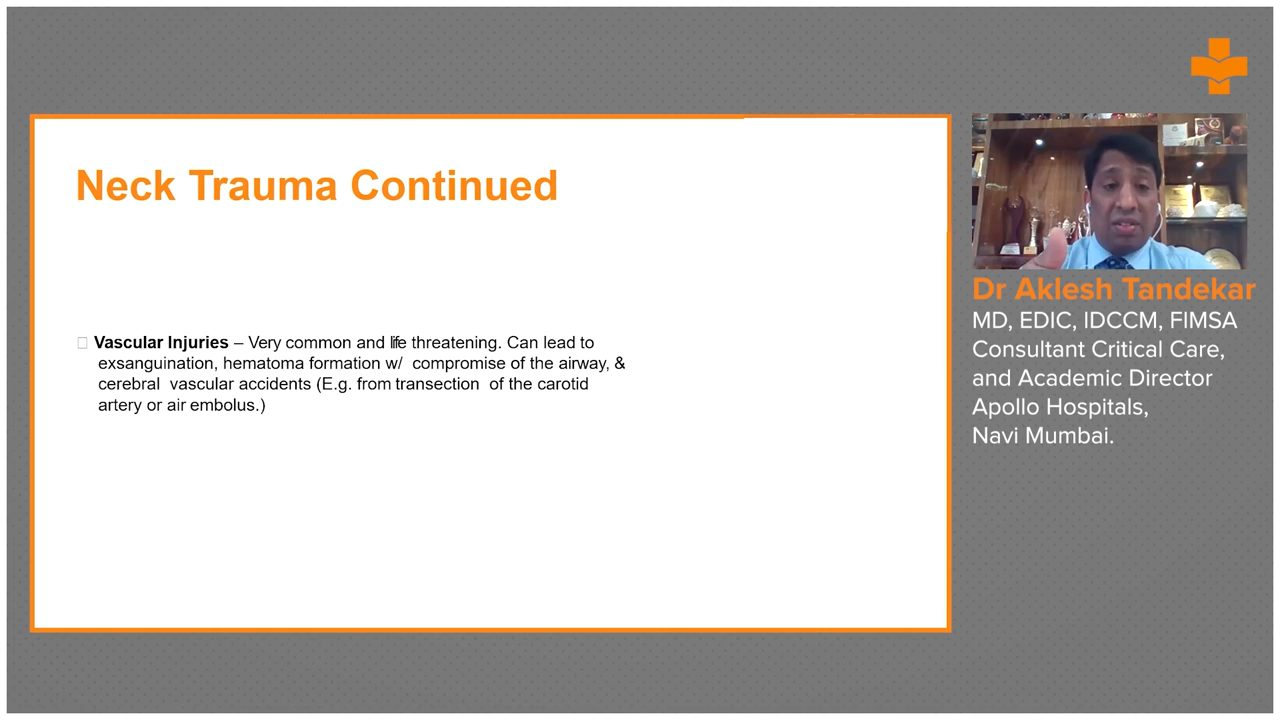 Neck Trauma Continued
Vascular Injuries – Very common and life threatening. Can lead to
exsanguination, hematoma formation w/ compromise of the airway, &
cerebral vascular accidents (E.g. from transection of the carotid
artery or air embolus.)
Dr Aklesh Tandekar
MD, EDIC, IDCCM, FIMSA
Consultant Critical Care,
and Academic Director
Apollo Hospitals,
Navi Mumbai.